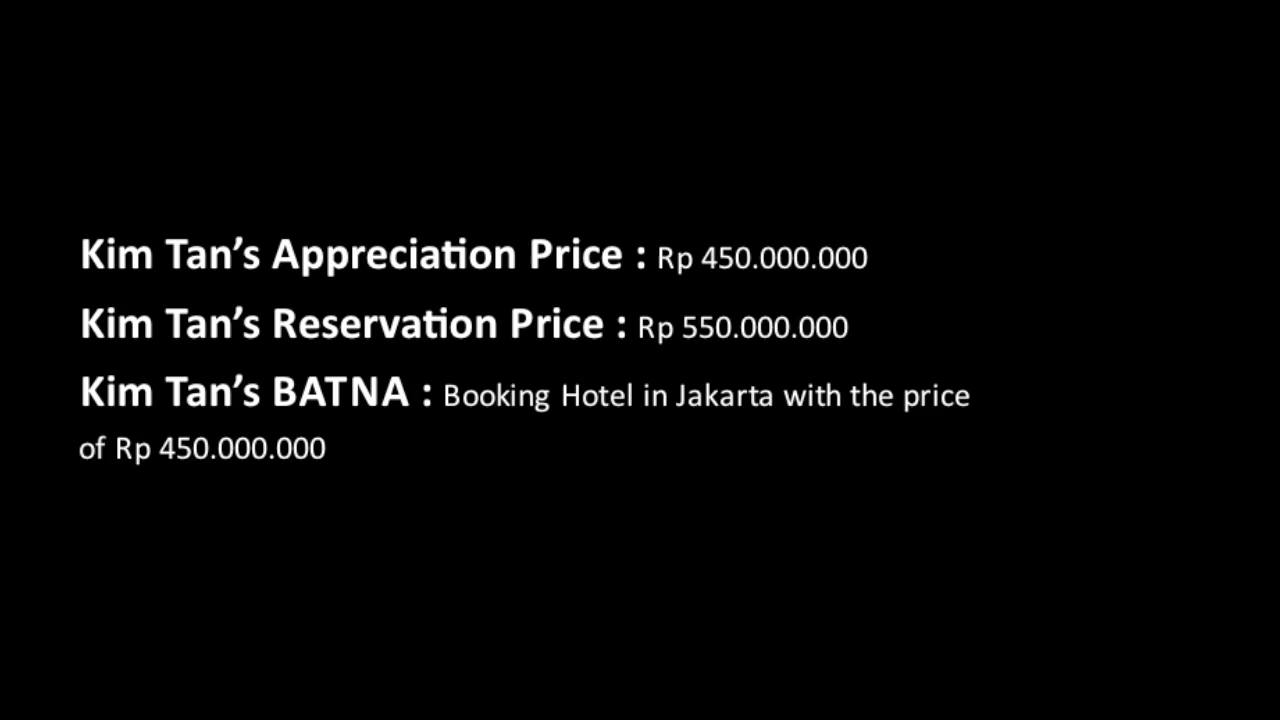 Kim Tan’s Appreciation Price : Rp 450.000.000
Kim Tan’s Reservation Price : Rp 550.000.000
Kim Tan’s BATNA : Booking Hotel in Jakarta with the price
of Rp 450.000.000